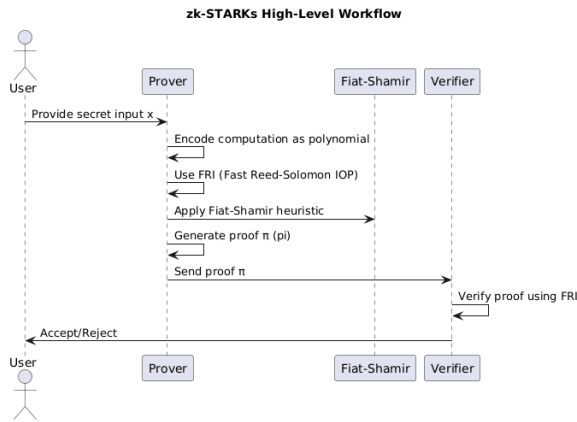 zk-STARKs High-Level Workflow
User
Prover
Fiat-Shamir
Verifier
Provide secret input x
Encode computation as polynomial
Use FRI (Fast Reed-Solomon IOP)
Apply Fiat-Shamir heuristic
Generate proof π (pi)
Send proof π
Verify proof using FRI
Accept/Reject
User
Prover
Fiat-Shamir
Verifier